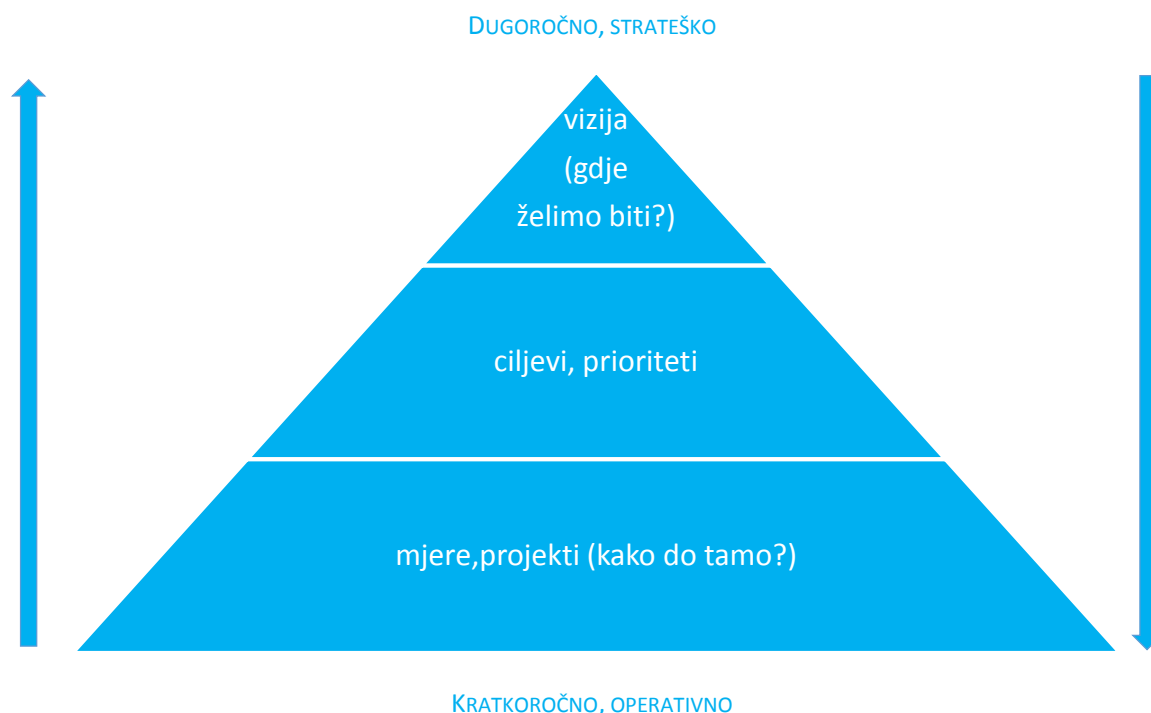 DUGOROČNO, STRATEŠKO
vizija
(gdje
želimo biti?)
ciljevi, prioriteti
mjere,projekti (kako do tamo?)
KRATKOROČNO, OPERATIVNO